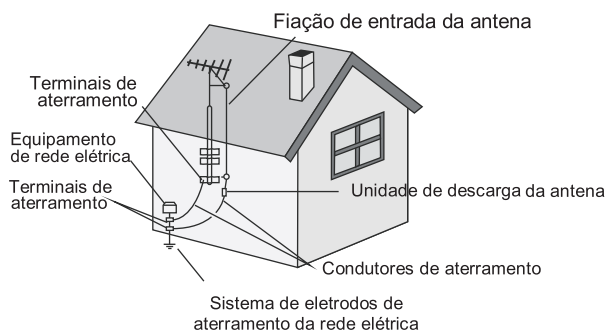 Fiação de entrada da antena
Terminais de
aterramento
Equipamento
de rede elétrica
Terminais de
aterramento
Unidade de descarga da antena
Condutores de aterramento
Sistema de eletrodos de
aterramento da rede elétrica